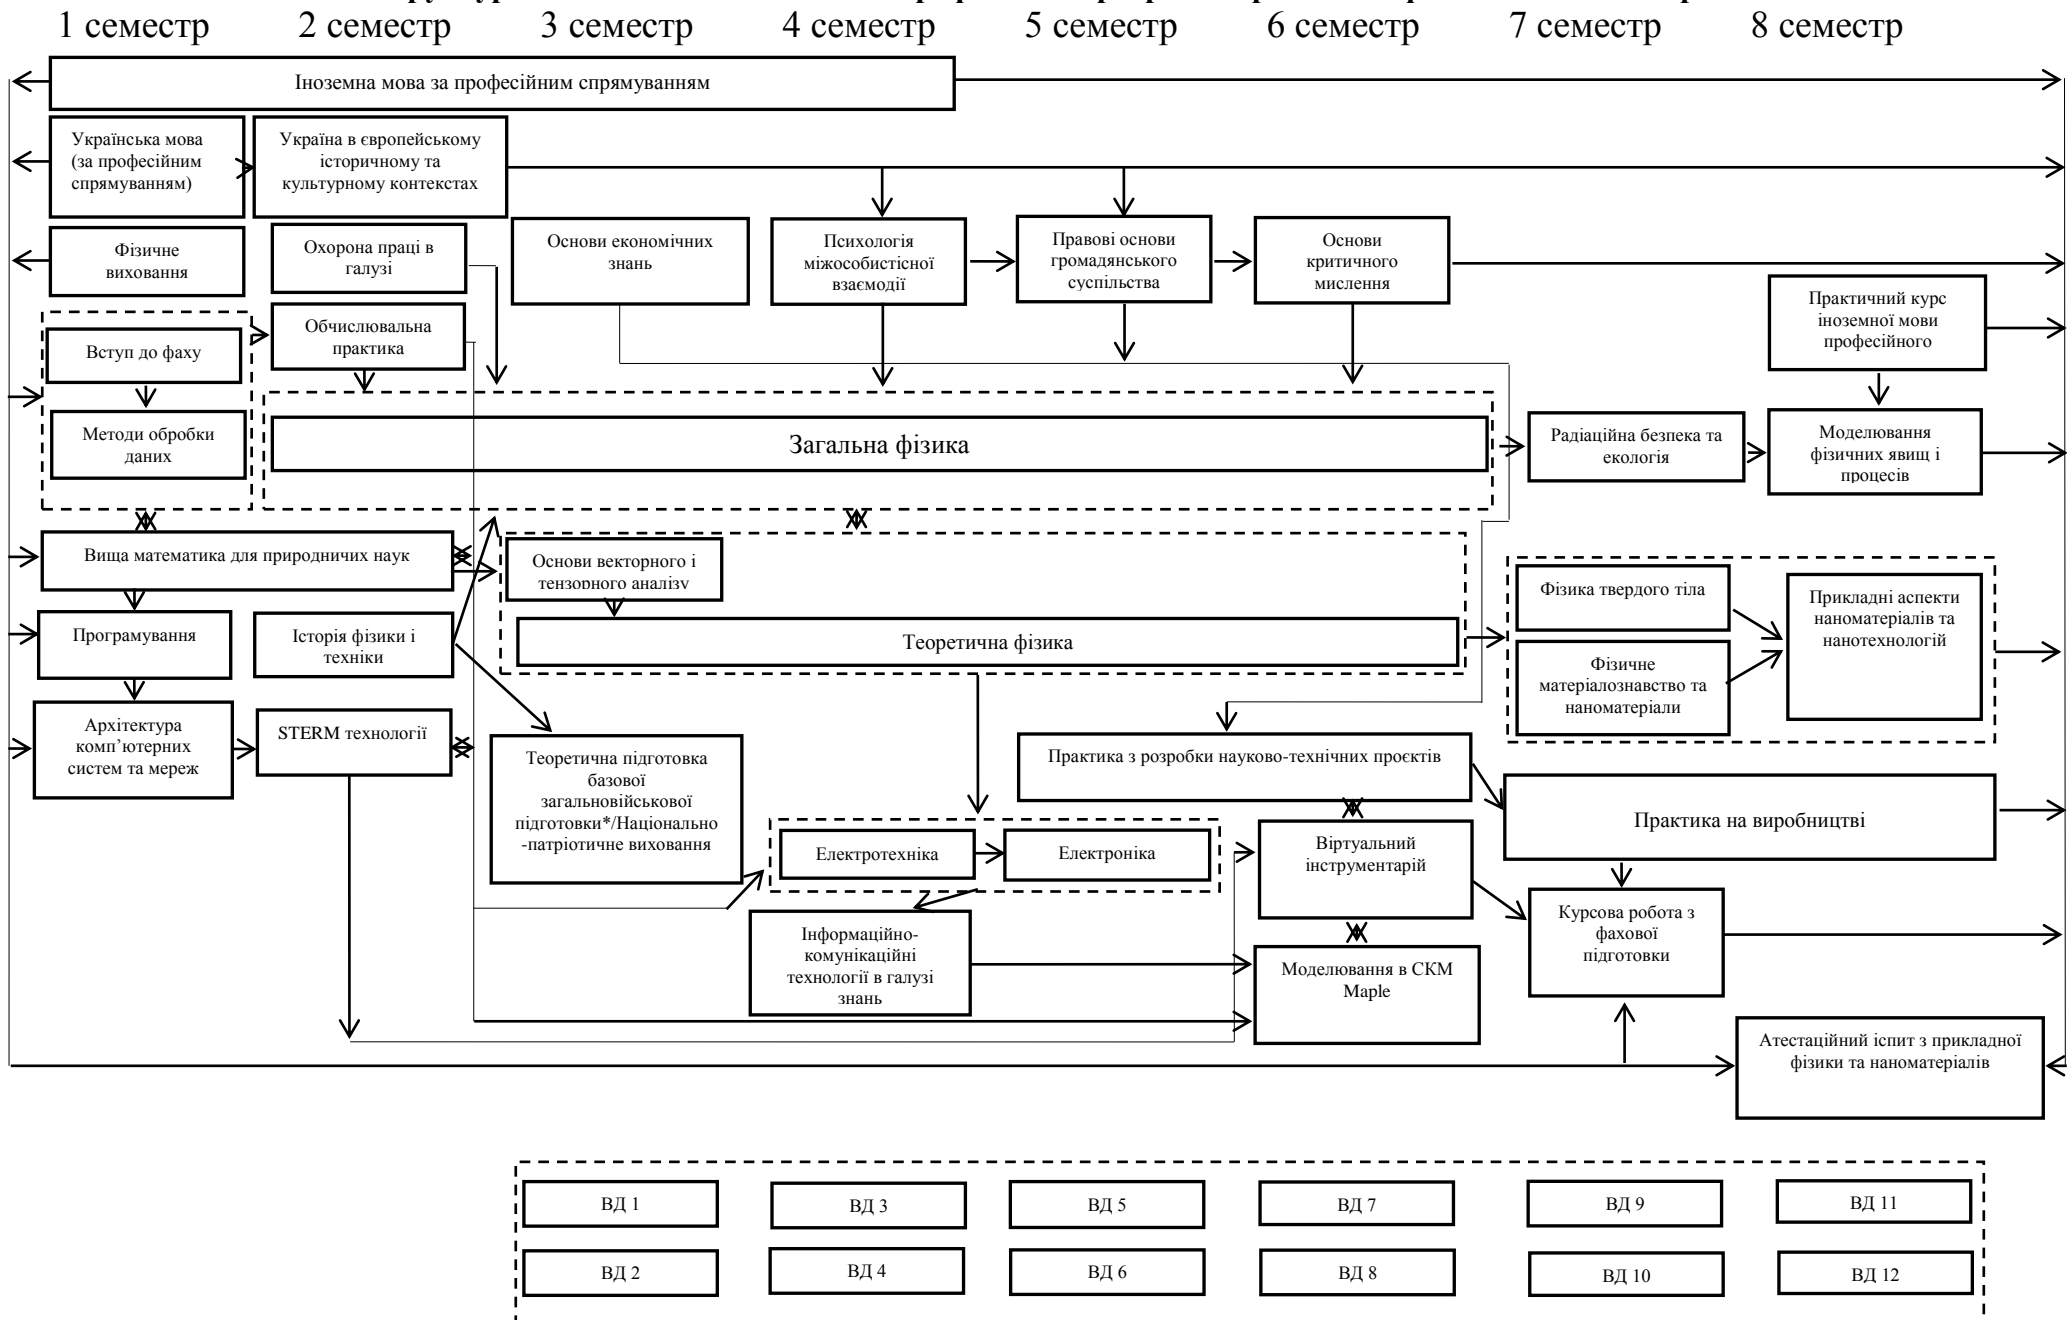 1 семестр 2 семестр 3 семестр 4 семестр 5 семестр 6 семестр 7 семестр 8 семестр
Іноземна мова за професійним спрямуванням
Українська мова
(за професійним
спрямуванням)
Україна в європейському
історичному та
культурному контекстах
Фізичне
виховання
Охорона праці в
галузі
Основи економічних
знань
Психологія
міжособистісної
взаємодії
Правові основи
громадянського
суспільства
Основи
критичного
мислення
Практичний курс
іноземної мови
професійного
Обчислювальна
практика
Вступ до фаху
Методи обробки
даних
Загальна фізика
Радіаційна безпека та
екологія
Моделювання
фізичних явищ і
процесів
Вища математика для природничих наук
Основи векторного і
тензорного аналізу
Фізика твердого тіла
Прикладні аспекти
наноматеріалів та
нанотехнологій
Програмування
Історія фізики і
техніки
Теоретична фізика
Фізичне
матеріалознавство та
наноматеріали
Архітектура
комп’ютерних
систем та мереж
STERM технології
Теоретична підготовка
базової
загальновійськової
підготовки*/Національно
-патріотичне виховання
Практика з розробки науково-технічних проєктів
Практика на виробництві
Електротехніка
Електроніка
Віртуальний
інструментарій
Інформаційно-
комунікаційні
технології в галузі
знань
Курсова робота з
фахової
підготовки
Моделювання в СКМ
Maple
Атестаційний іспит з прикладної
фізики та наноматеріалів
ВД 1 ВД 3 ВД 5 ВД 7 ВД 9 ВД 11
ВД 2 ВД 4 ВД 6 ВД 8 ВД 10 ВД 12